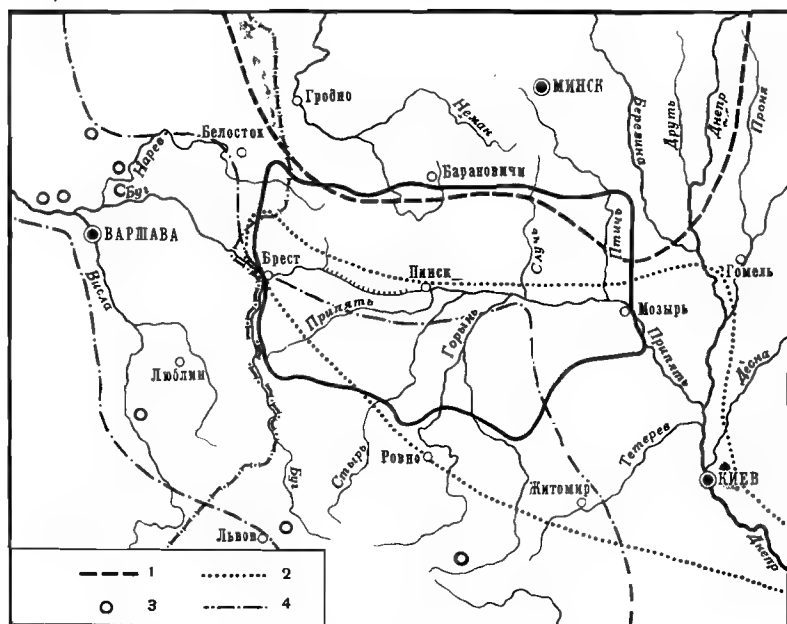 МИНСК
Гродно
Неман
Березина
Друть
Днепр
Проня
Белосток
Нарев
Барановичи
Буг
ВАРШАВА
Случь
Птичь
Брест
Пинск
Гомель
Висла
Припять
Горынь
Мозырь
Припять
Десна
Люблин
Стырь
Ровно
Тетерев
КИЕВ
Буг
Житомир
Львов
Днепр
1
2
3
4